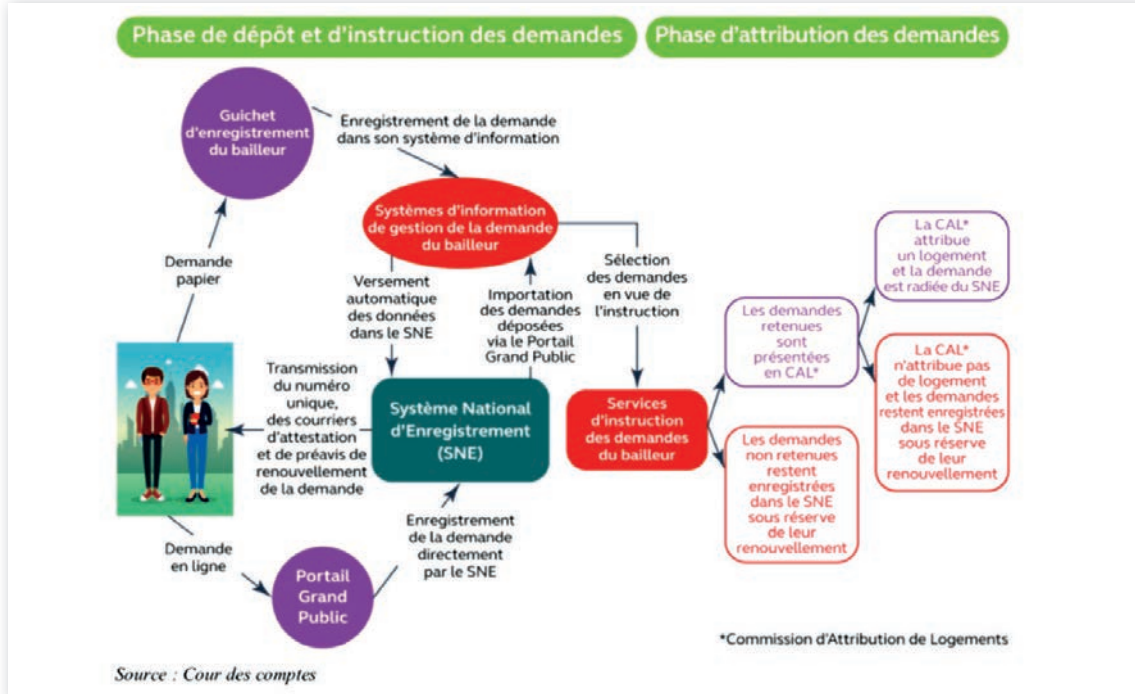 Phase de dépôt et d'instruction des demandes
Phase d'attribution des demandes
Guichet
d'enregistrement
du bailleur
Enregistrement de la demande
dans son système d'information
Systèmes d'information
de gestion de la demande
du bailleur
Demande
papier
Versement
automatique
des données
dans le SNE
Importation
des demandes
déposées
via le Portail
Grand Public
Sélection
des demandes
en vue de
l'instruction
La CAL*
attribue
un logement
et la demande
est radiée du SNE
Les demandes
retenues
sont
présentées
en CAL*
La CAL*
n'attribue pas
de logement
et les demandes
restent enregistrées
dans le SNE
sous réserve
de leur
renouvellement
Transmission
du numéro
unique,
des courriers
d'attestation
et de préavis de
renouvellement
de la demande
Système National
d'Enregistrement
(SNE)
Services
d'instruction
des demandes
du bailleur
Les demandes
non retenues
restent
enregistrées
dans le SNE
sous réserve
de leur
renouvellement
Demande
en ligne
Portail
Grand
Public
Enregistrement
de la demande
directement
par le SNE
*Commission d'Attribution de Logements
Source : Cour des comptes